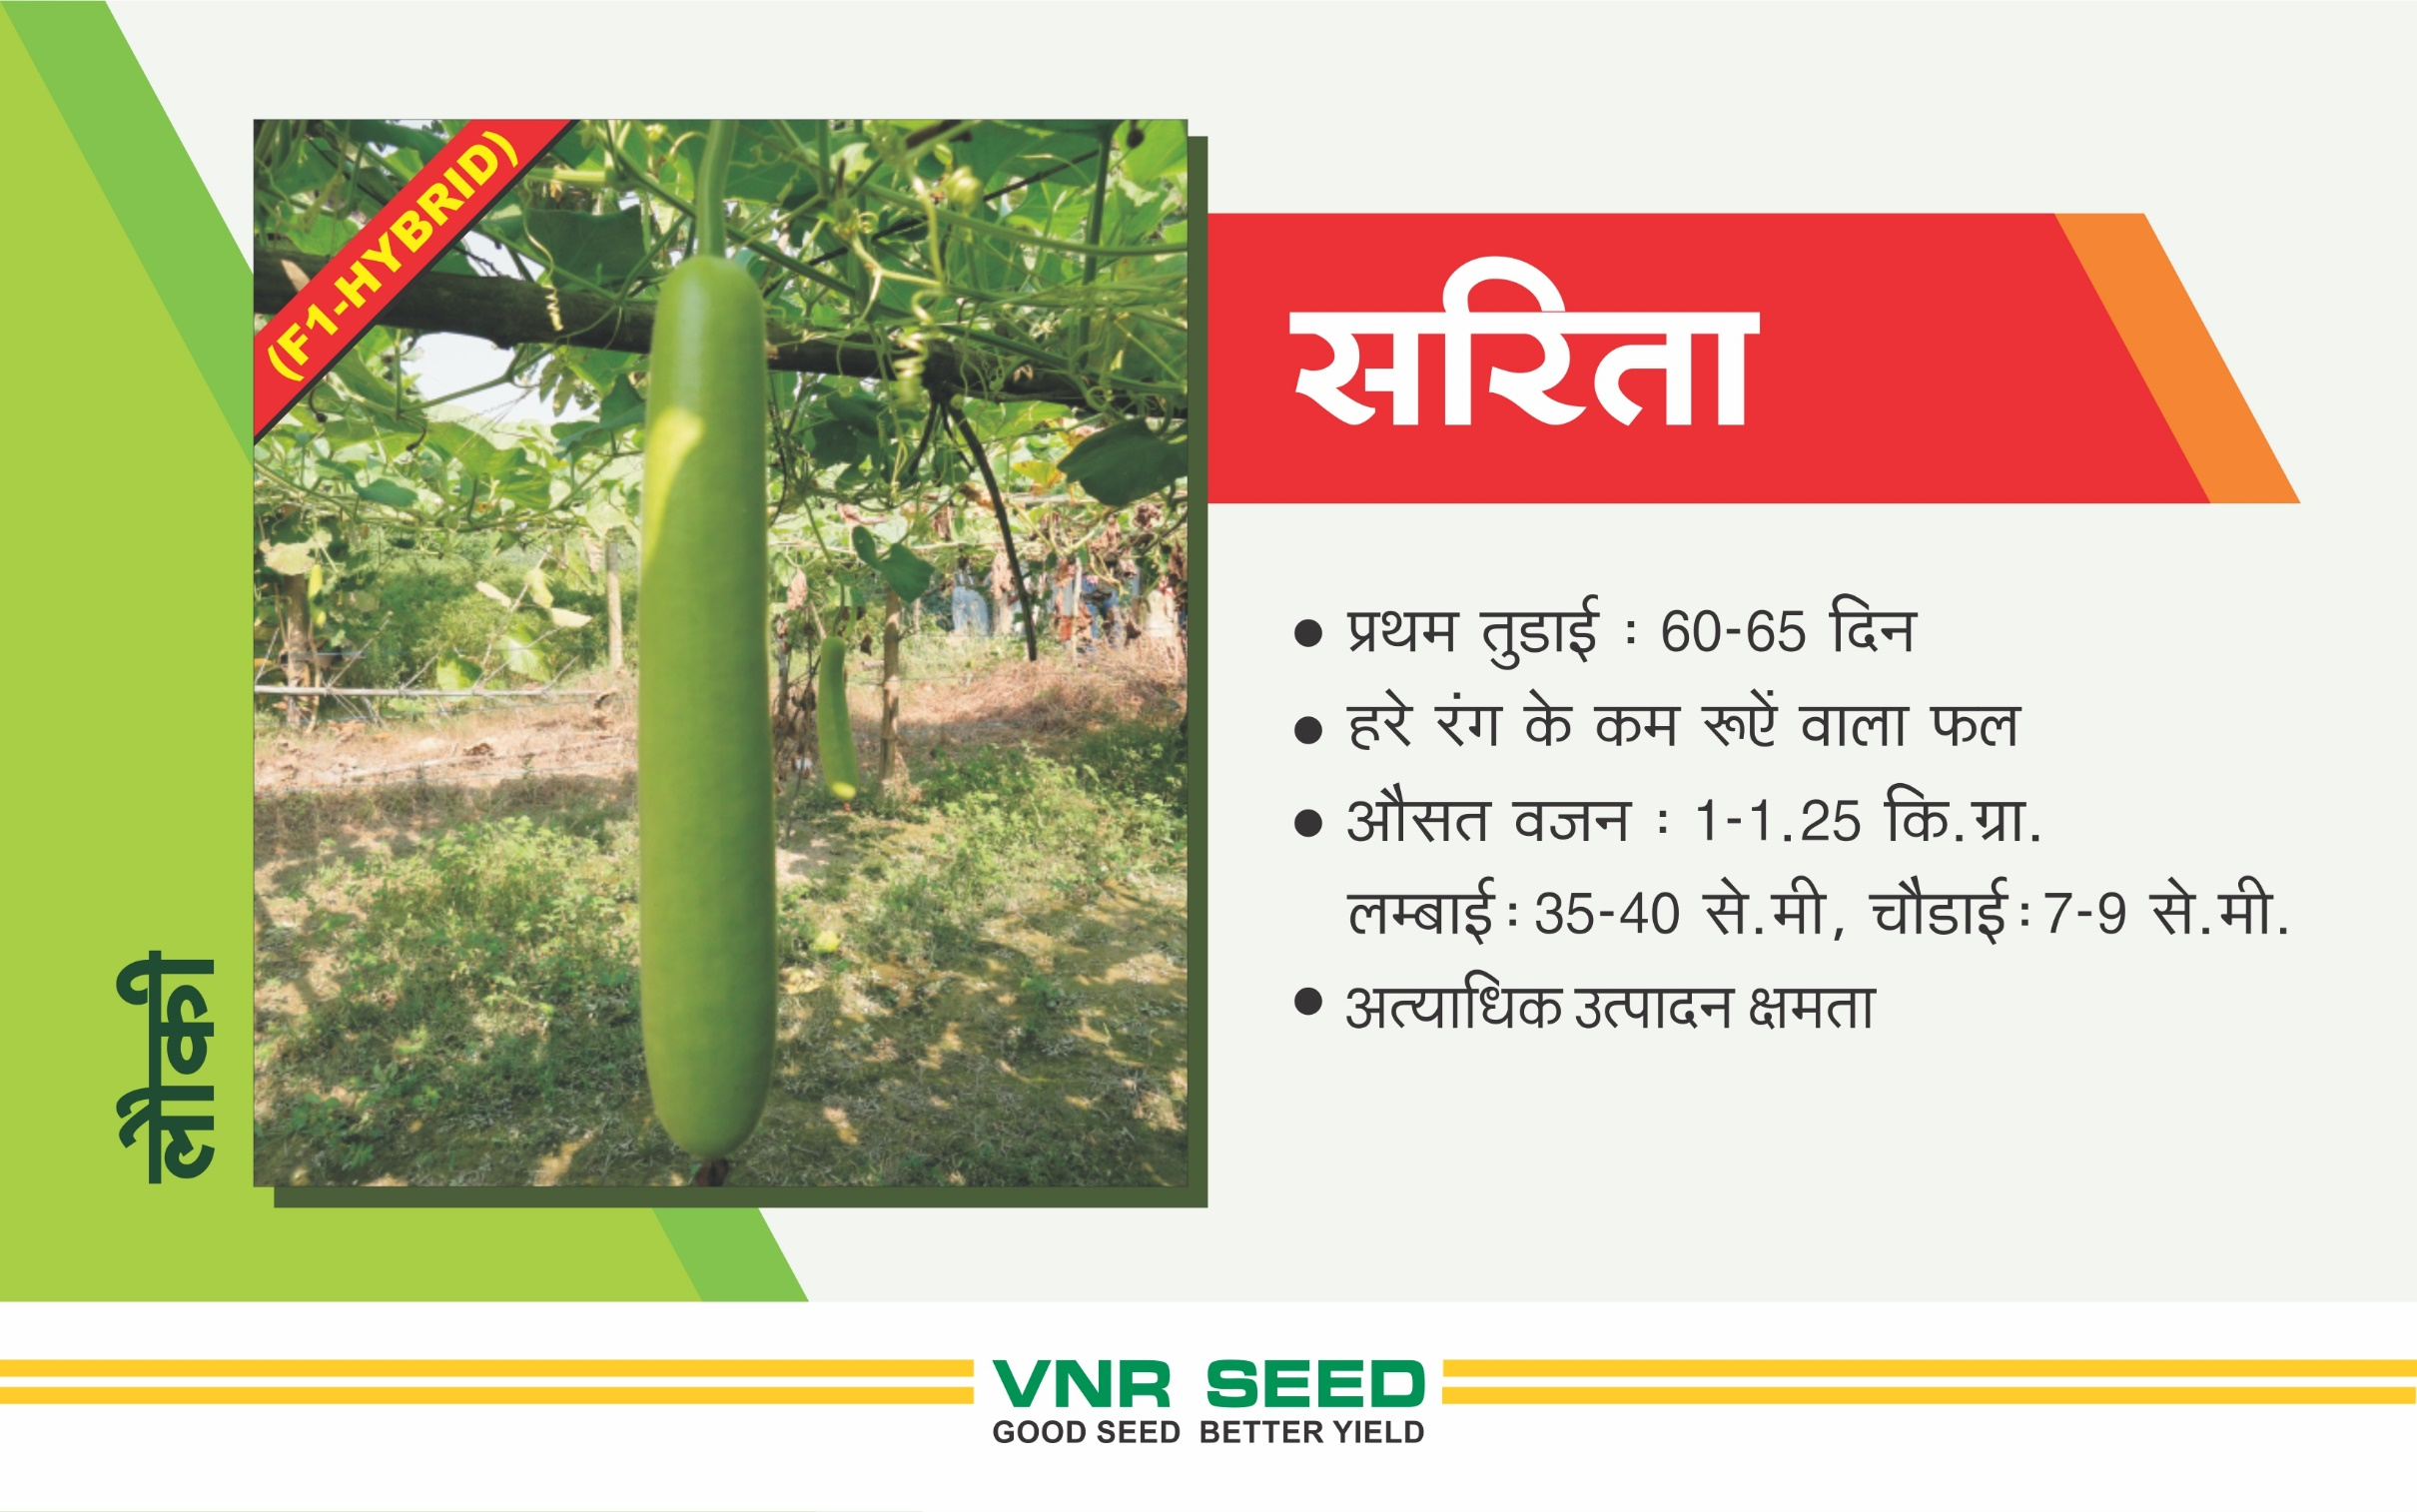 (F1-HYBRID)
सरिता
● प्रथम तुडाई : 60-65 दिन
● हरे रंग के कम रूऐं वाला फल
● औसत वजन : 1-1.25 कि.ग्रा.
लम्बाई : 35-40 से.मी, चौडाई : 7-9 से.मी.
● अत्याधिक उत्पादन क्षमता
लौकी
VNR SEED
GOOD SEED BETTER YIELD